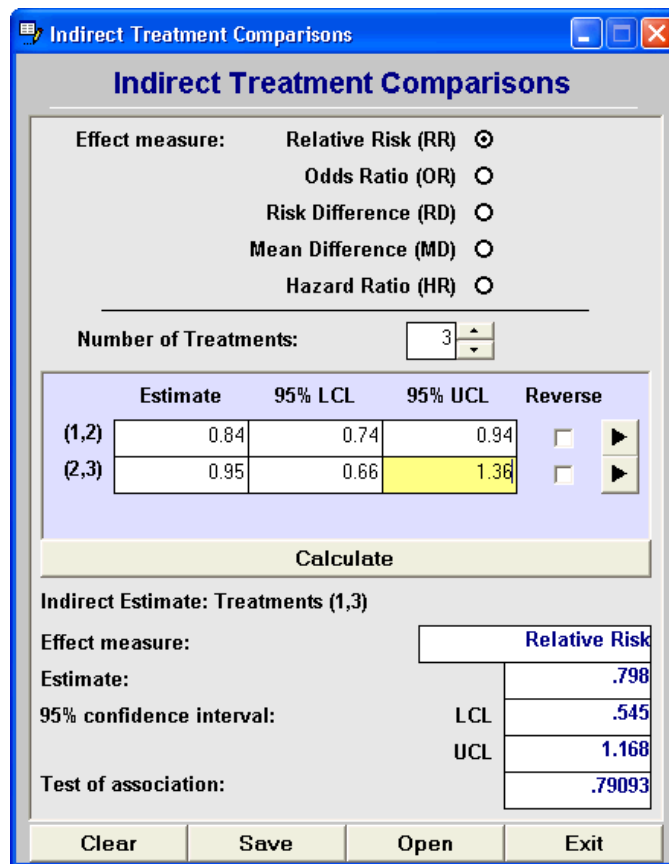 Indirect Treatment Comparisons
Indirect Treatment Comparisons
Effect measure: Relative Risk (RR)
Odds Ratio (OR)
Risk Difference (RD)
Mean Difference (MD)
Hazard Ratio (HR)
Number of Treatments: 3
Estimate 95% LCL 95% UCL Reverse
(1,2) 0.84 0.74 0.94
(2,3) 0.95 0.66 1.36
Calculate
Indirect Estimate: Treatments (1,3)
Effect measure: Relative Risk
Estimate: .798
95% confidence interval: LCL .545
UCL 1.168
Test of association: .79093
Clear Save Open Exit